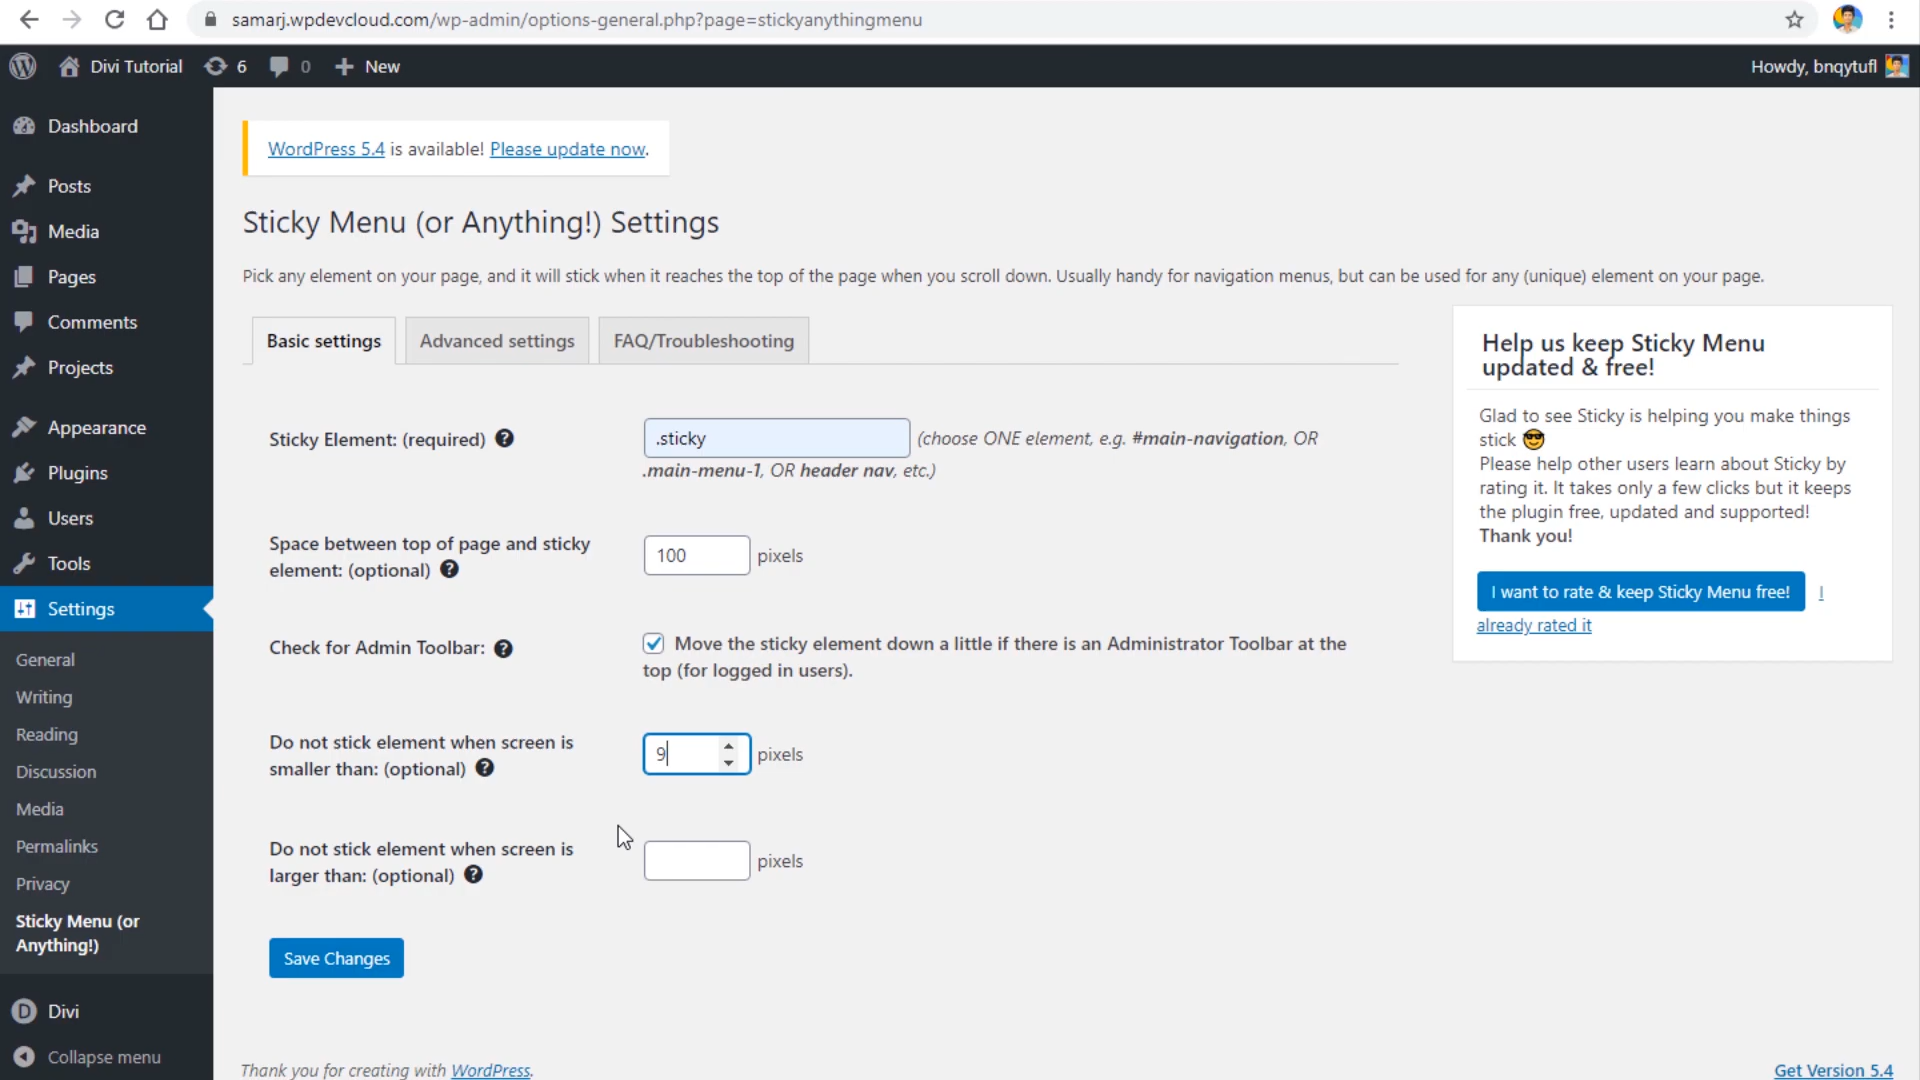 samarj.wpdevcloud.com/wp-admin/options-general.php?page=stickyanythingmenu
Divi Tutorial 6 0 New Howdy, bnqytufl
Dashboard
Posts
Media
Pages
Comments
Projects
Appearance
Plugins
Users
Tools
Settings
General
Writing
Reading
Discussion
Media
Permalinks
Privacy
Sticky Menu (or
Anything!)
Divi
Collapse menu
WordPress 5.4 is available! Please update now.
Sticky Menu (or Anything!) Settings
Pick any element on your page, and it will stick when it reaches the top of the page when you scroll down. Usually handy for navigation menus, but can be used for any (unique) element on your page.
Basic settings Advanced settings FAQ/Troubleshooting
Sticky Element: (required) ? .sticky (choose ONE element, e.g. #main-navigation, OR
.main-menu-1, OR header nav, etc.)
Space between top of page and sticky
element: (optional) ? 100 pixels
Check for Admin Toolbar: ? Move the sticky element down a little if there is an Administrator Toolbar at the
top (for logged in users).
Do not stick element when screen is
smaller than: (optional) ? 9 pixels
Do not stick element when screen is
larger than: (optional) ? pixels
Save Changes
Help us keep Sticky Menu
updated & free!
Glad to see Sticky is helping you make things
stick 😎
Please help other users learn about Sticky by
rating it. It takes only a few clicks but it keeps
the plugin free, updated and supported!
Thank you!
I want to rate & keep Sticky Menu free! I
already rated it
Thank you for creating with WordPress.
Get Version 5.4